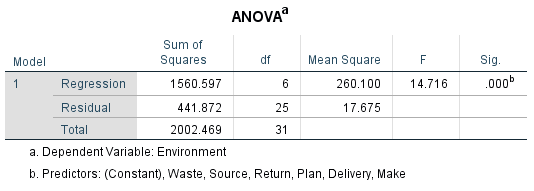 ANOVAa
Model Sum of Squares df Mean Square F Sig.
1 Regression 1560.597 6 260.100 14.716 .000b
Residual 441.872 25 17.675
Total 2002.469 31
a. Dependent Variable: Environment
b. Predictors: (Constant), Waste, Source, Return, Plan, Delivery, Make